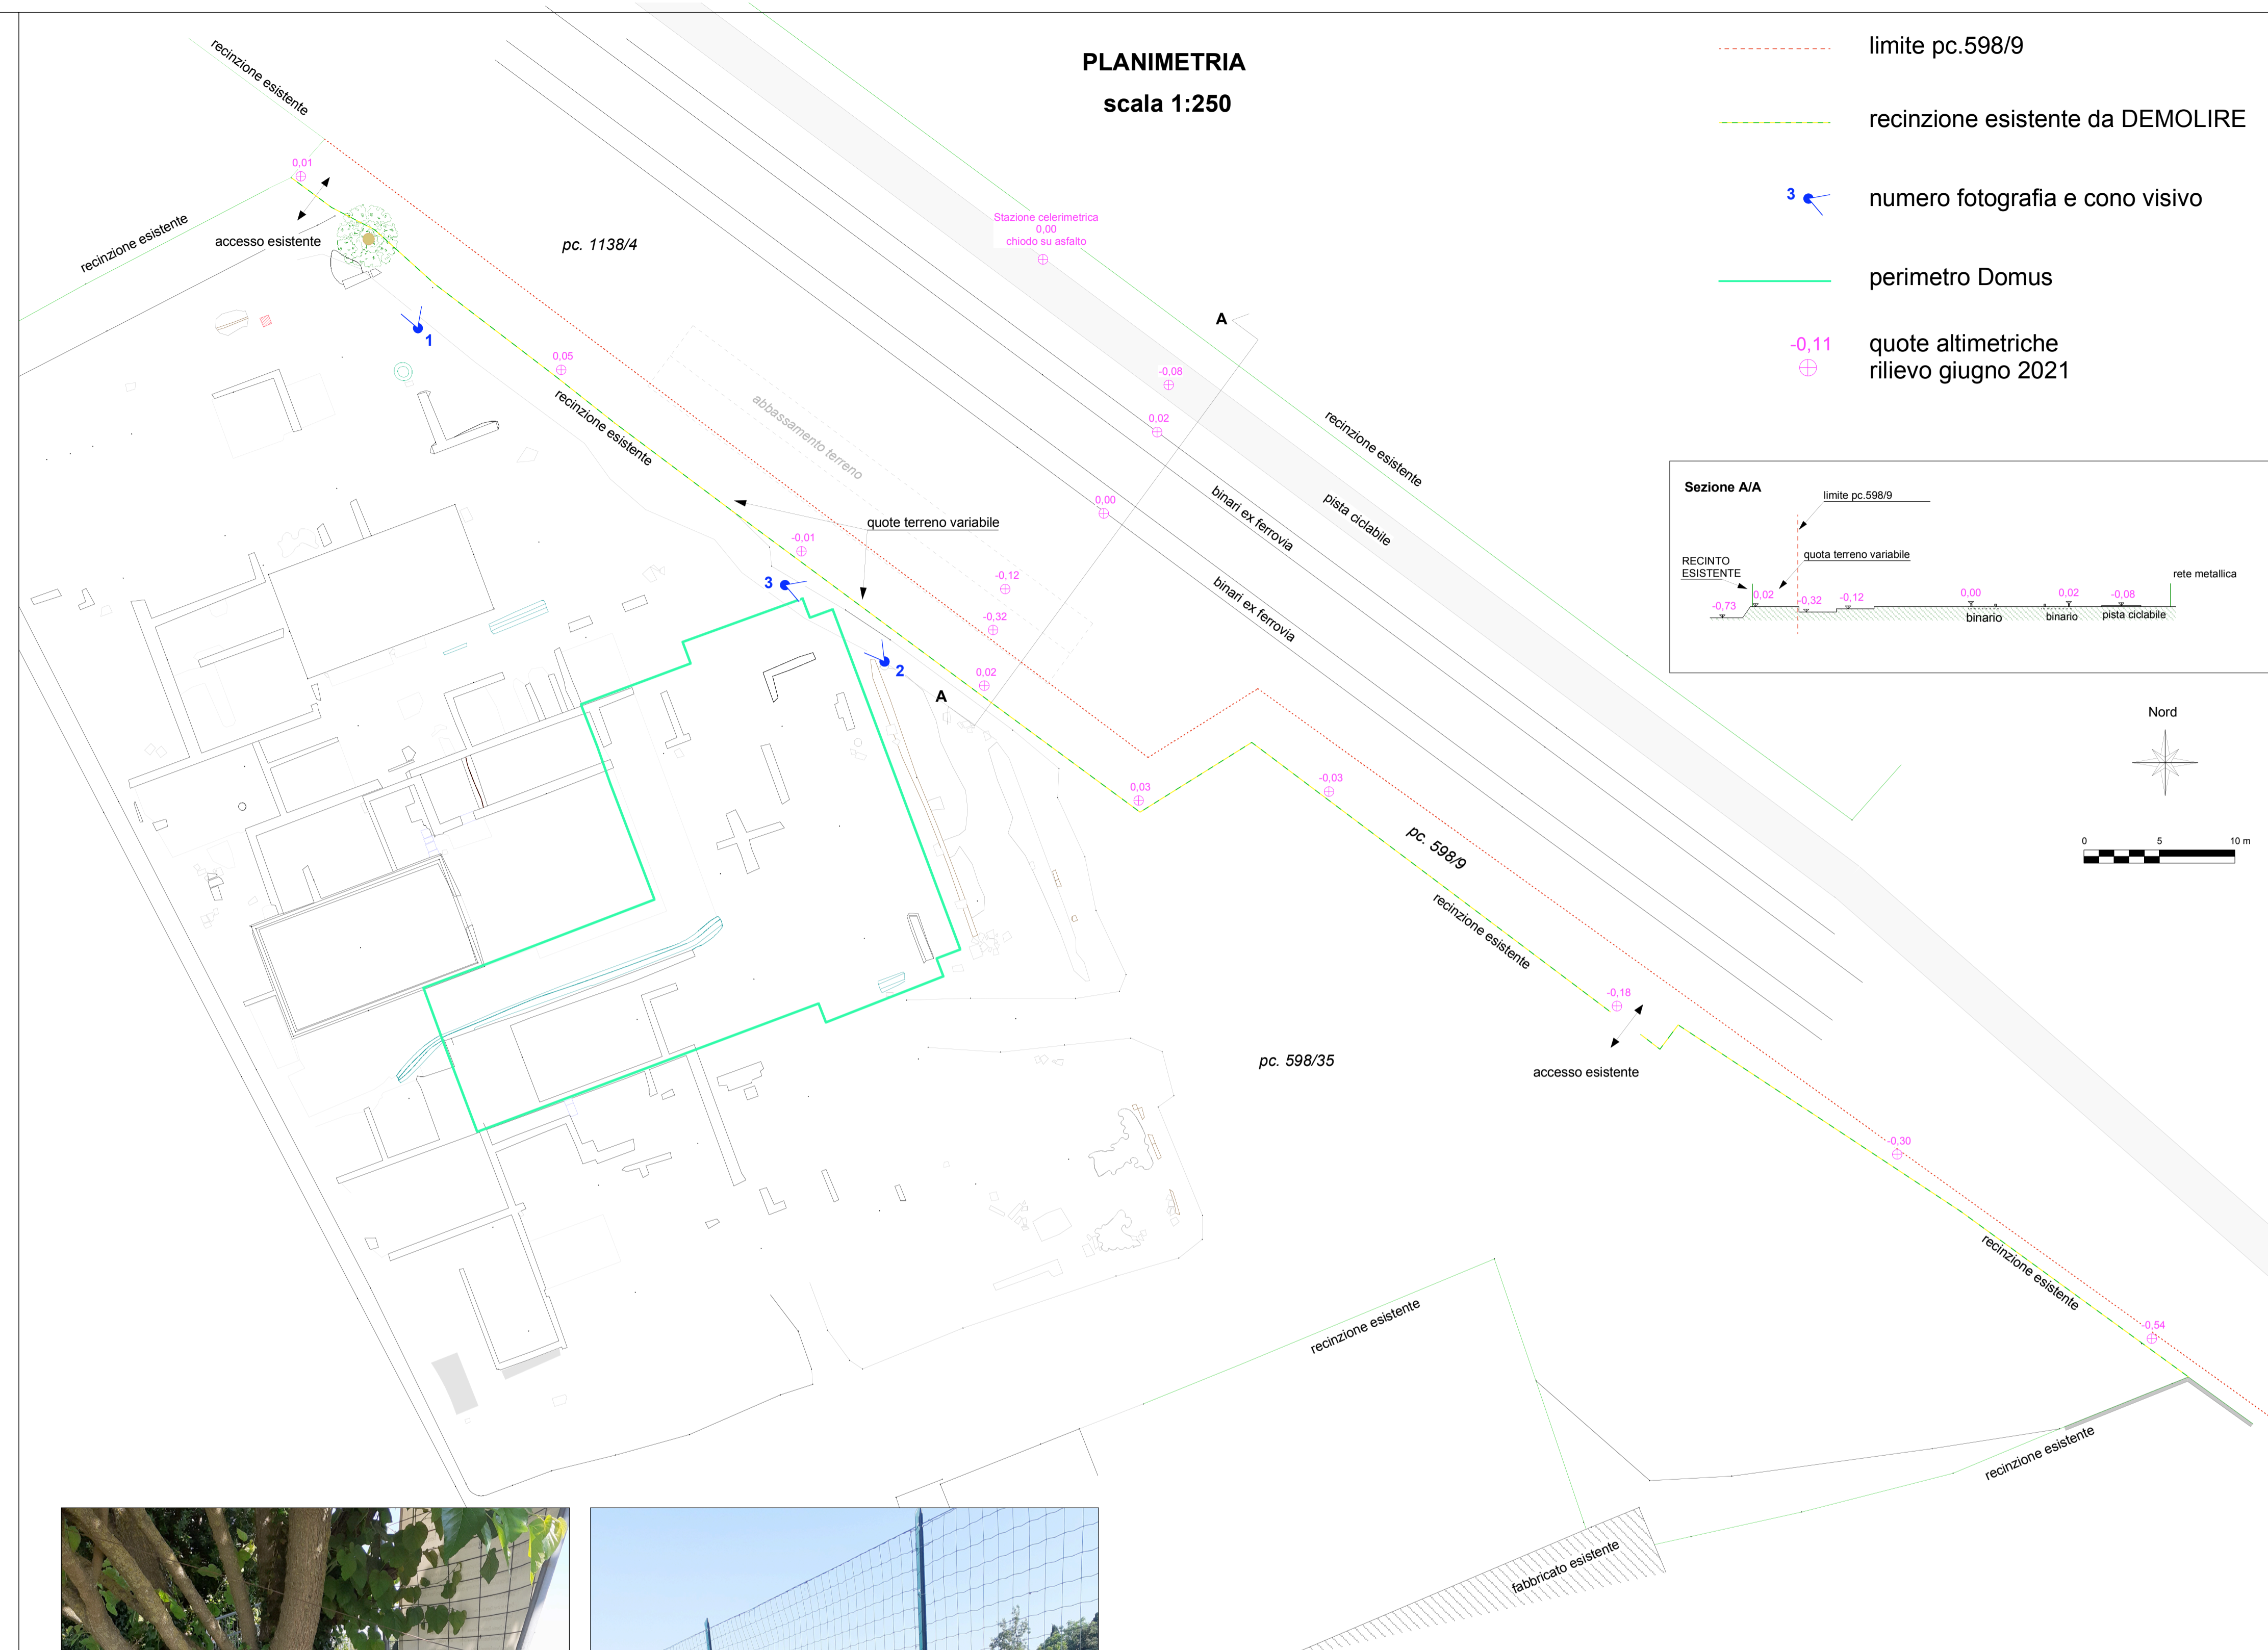 PLANIMETRIA
scala 1:250
limite pc.598/9
recinzione esistente da DEMOLIRE
3
numero fotografia e cono visivo
perimetro Domus
-0,11
quote altimetriche
rilievo giugno 2021
recinzione esistente
0,01
recinzione esistente
accesso esistente
pc. 1138/4
Stazione celerimetrica
0,00
chiodo su asfalto
1
0,05
recinzione esistente
abbassamento terreno
A
-0,08
0,02
recinzione esistente
pista ciclabile
binari ex ferrovia
0,00
quote terreno variabile
-0,01
3
-0,12
-0,32
binari ex ferrovia
2
0,02
A
0,03
-0,03
pc. 598/9
recinzione esistente
-0,18
accesso esistente
pc. 598/35
-0,30
recinzione esistente
-0,54
recinzione esistente
recinzione esistente
fabbricato esistente
Sezione A/A
limite pc.598/9
RECINTO
ESISTENTE
quota terreno variabile
rete metallica
-0,73
0,02
-0,32
-0,12
0,00
0,02
-0,08
binario
binario
pista ciclabile
Nord
0
5
10 m